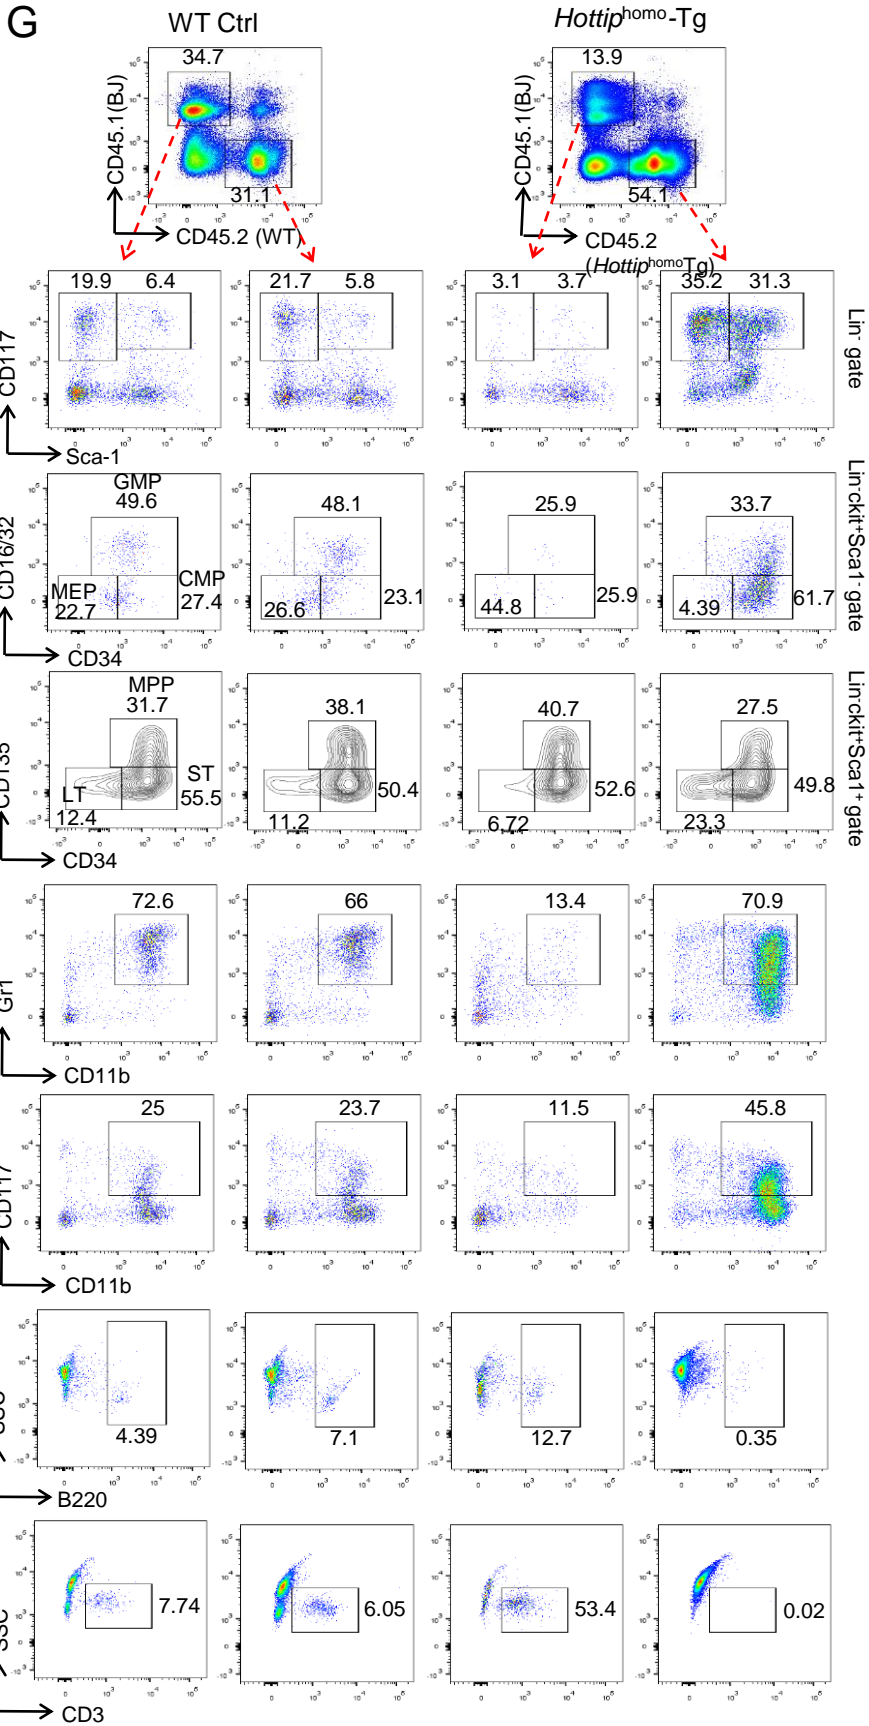 G
WT Ctrl
Hottiphomo-Tg
34.7
13.9
CD45.1(BJ)
CD45.1(BJ)
31.1
54.1
CD45.2 (WT)
CD45.2
(HottiphomoTg)
19.9 6.4 21.7 5.8 3.1 3.7 35.2 31.3
CD117
Lin- gate
Sca-1
GMP
49.6 48.1 25.9 33.7
CD16/32
MEP
22.7
CMP
27.4
26.6 23.1 44.8 25.9 4.39 61.7
Lin-ckit+Sca1- gate
CD34
MPP
31.7 38.1 40.7 27.5
CD135
LT
12.4
ST
55.5
11.2 50.4 6.72 52.6 23.3 49.8
Lin-ckit+Sca1+ gate
CD34
72.6 66 13.4 70.9
Gr1
CD11b
25 23.7 11.5 45.8
CD117
CD11b
4.39 7.1 12.7 0.35
SSC
B220
7.74 6.05 53.4 0.02
SSC
CD3